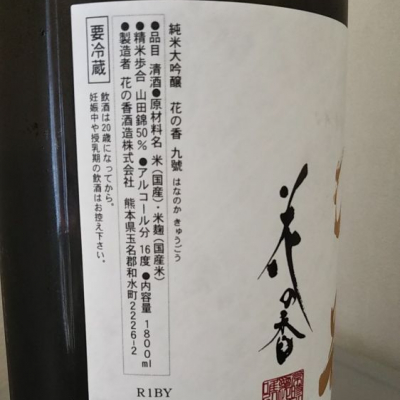 純米大吟醸 花の香 九號 はなのか きゅうごう
●品目 清酒●原材料名 米(国産)・米麹(国産米)
●精米歩合 山田錦50% ●アルコール分 16度 ●内容量 1800ml
●製造者 花の香酒造株式会社 熊本県玉名郡和水町2226-2
要冷蔵
飲酒は20歳になってから。
妊娠中や授乳期の飲酒はお控え下さい。
花の香
R1BY